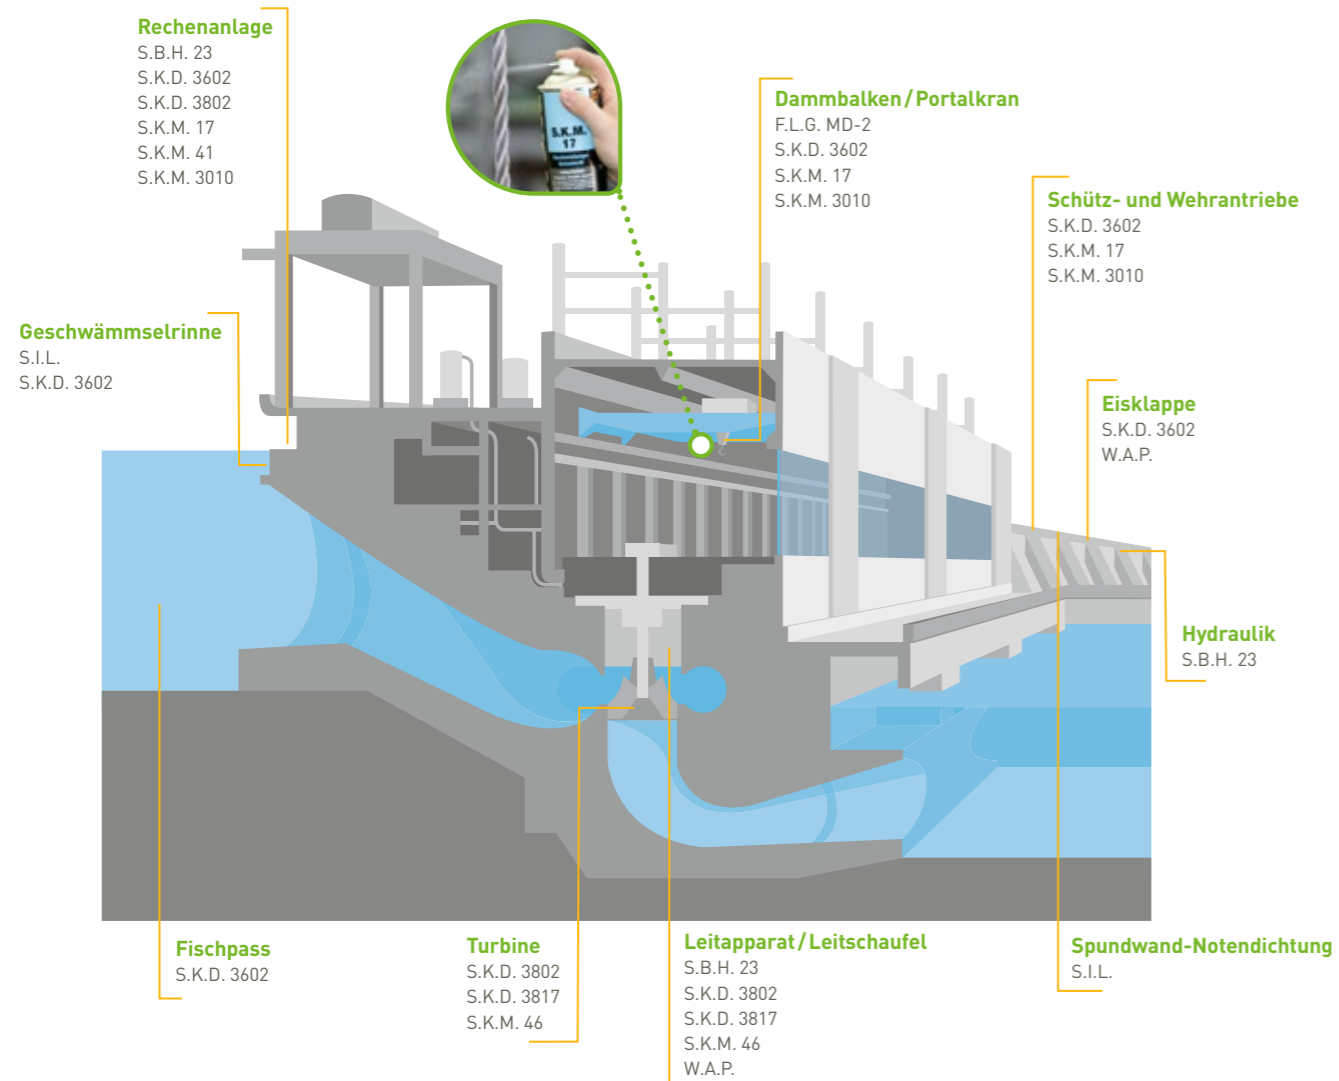 Rechenanlage
S.B.H. 23
S.K.D. 3602
S.K.D. 3802
S.K.M. 17
S.K.M. 41
S.K.M. 3010
S.K.M.
17
Dammbalken / Portalkran
F.L.G. MD-2
S.K.D. 3602
S.K.M. 17
S.K.M. 3010
Schütz- und Wehrantriebe
S.K.D. 3602
S.K.M. 17
S.K.M. 3010
Geschwämmselrinne
S.I.L.
S.K.D. 3602
Eisklappe
S.K.D. 3602
W.A.P.
Hydraulik
S.B.H. 23
Fischpass
S.K.D. 3602
Turbine
S.K.D. 3802
S.K.D. 3817
S.K.M. 46
Leitapparat / Leitschaufel
S.B.H. 23
S.K.D. 3802
S.K.D. 3817
S.K.M. 46
W.A.P.
Spundwand-Notendichtung
S.I.L.